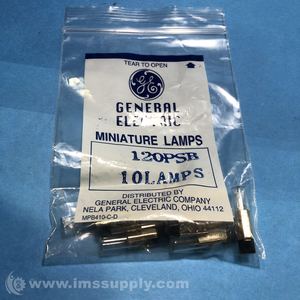 TEAR TO OPEN
GE
GENERAL
ELECTRIC
MINIATURE LAMPS
120PSB
10LAMPS
DISTRIBUTED BY
GENERAL ELECTRIC COMPANY
NELA PARK, CLEVELAND, OHIO 44112
MPB410-C-D
© www.imssupply.com